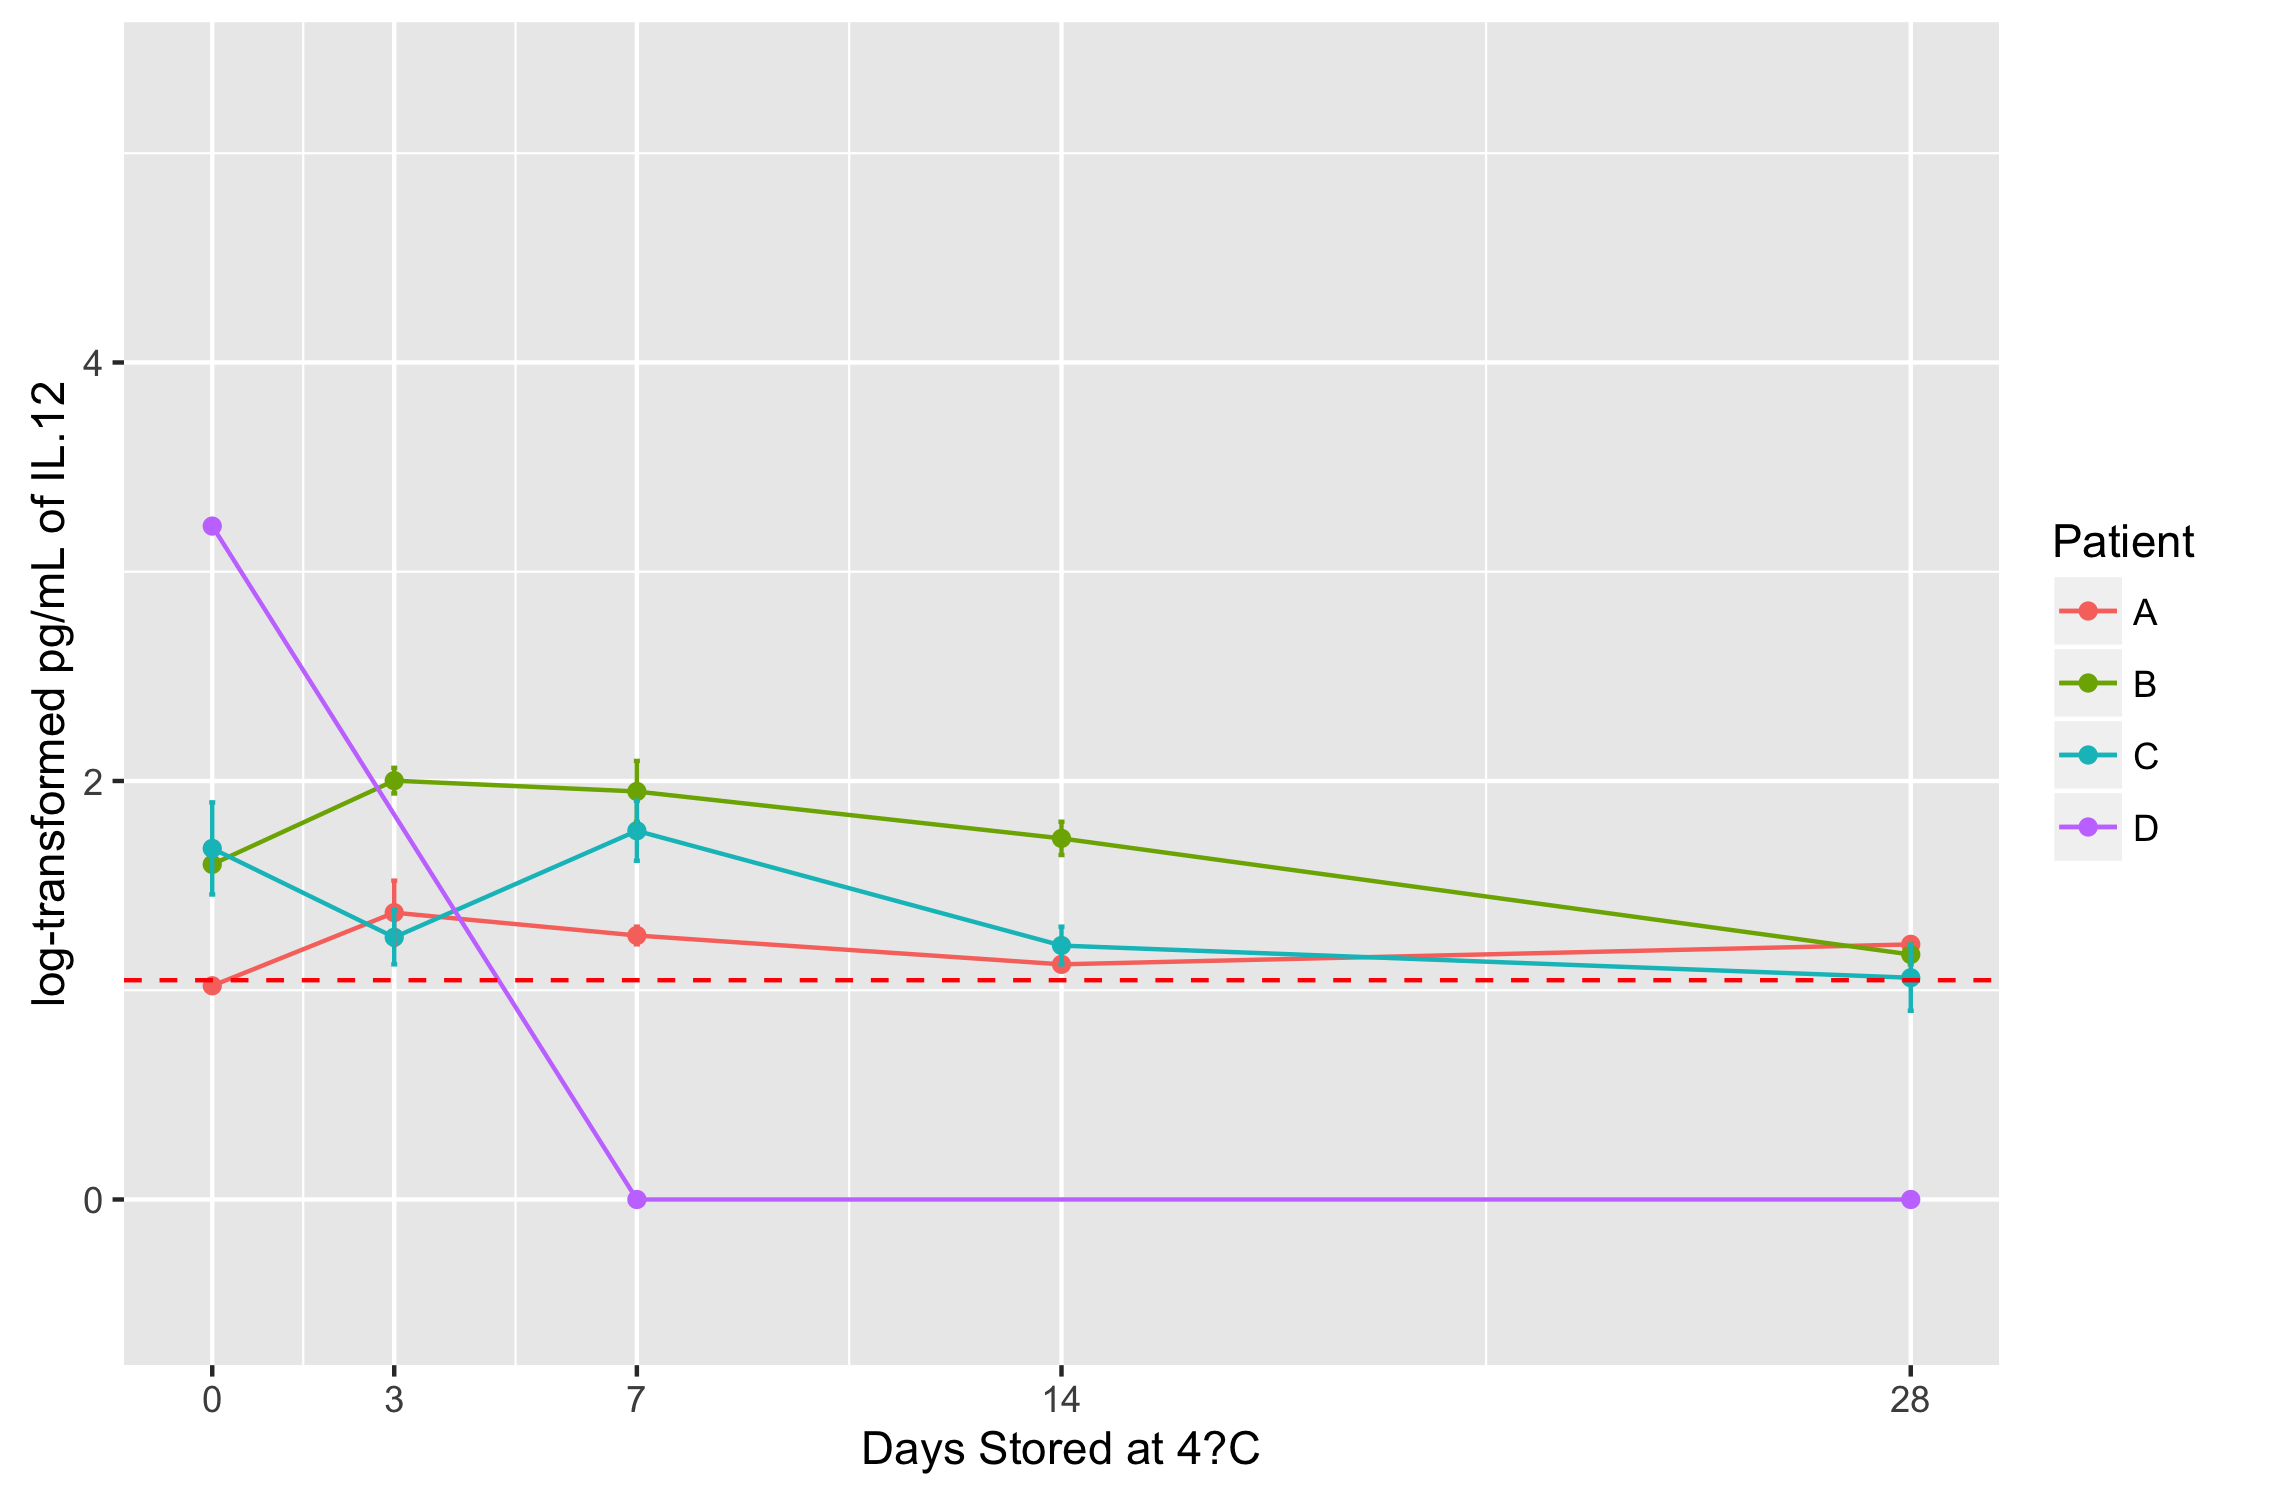 log-transformed pg/mL of IL.12
4
2
0
0 3 7 14 28
Days Stored at 4?C
Patient
A
B
C
D